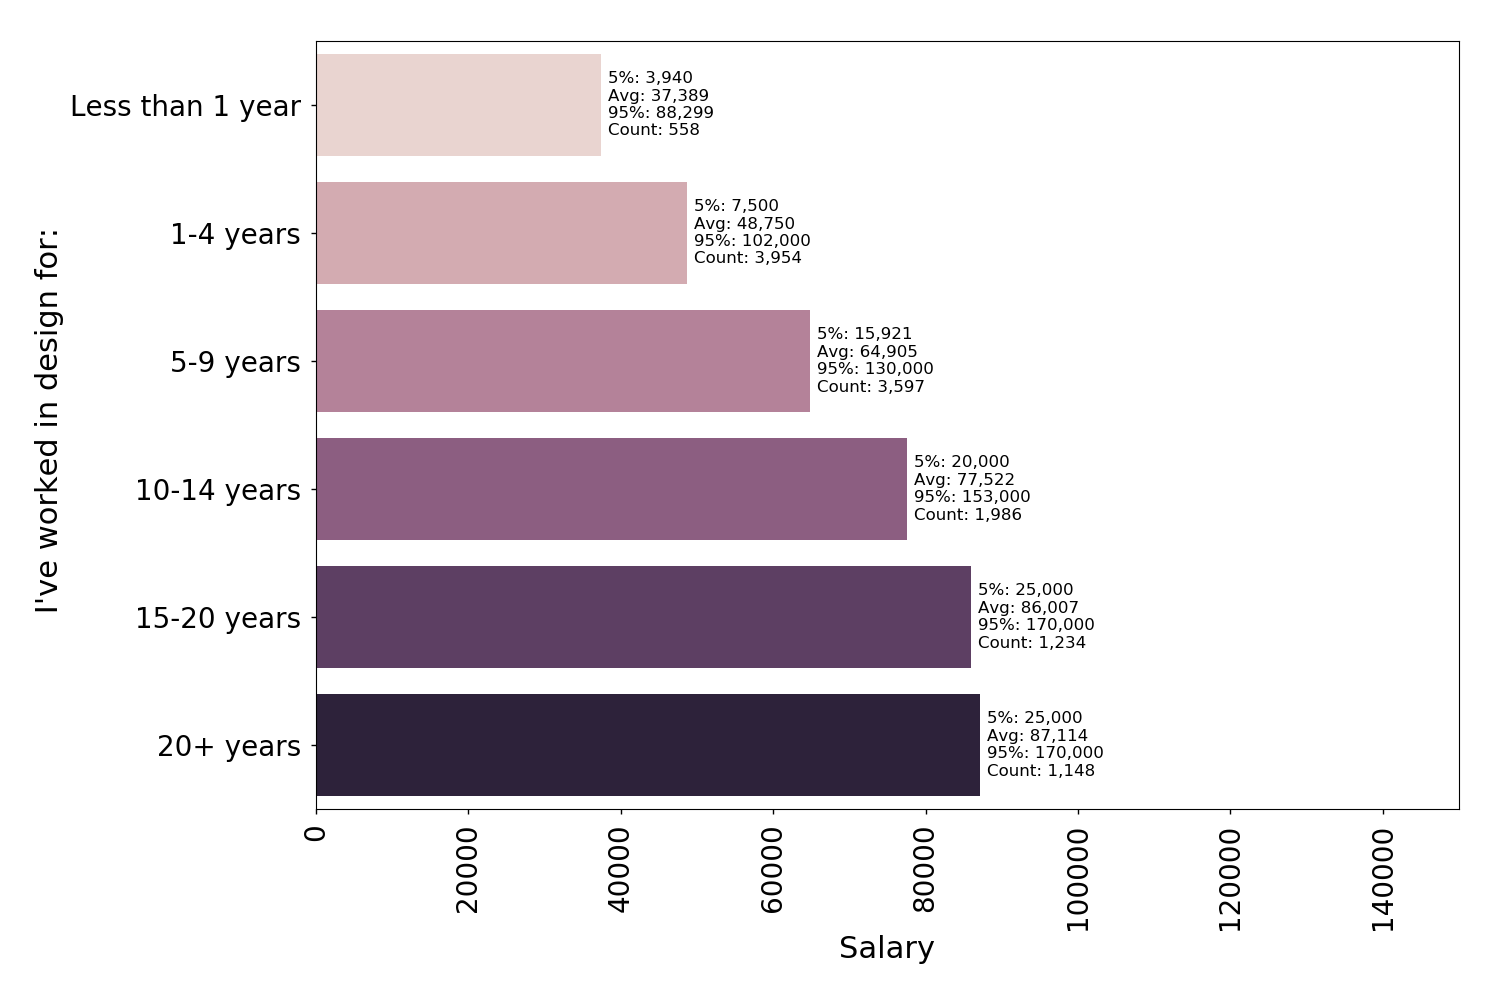 I've worked in design for:
Less than 1 year
5%: 3,940
Avg: 37,389
95%: 88,299
Count: 558
1-4 years
5%: 7,500
Avg: 48,750
95%: 102,000
Count: 3,954
5-9 years
5%: 15,921
Avg: 64,905
95%: 130,000
Count: 3,597
10-14 years
5%: 20,000
Avg: 77,522
95%: 153,000
Count: 1,986
15-20 years
5%: 25,000
Avg: 86,007
95%: 170,000
Count: 1,234
20+ years
5%: 25,000
Avg: 87,114
95%: 170,000
Count: 1,148
0
20000
40000
60000
80000
100000
120000
140000
Salary